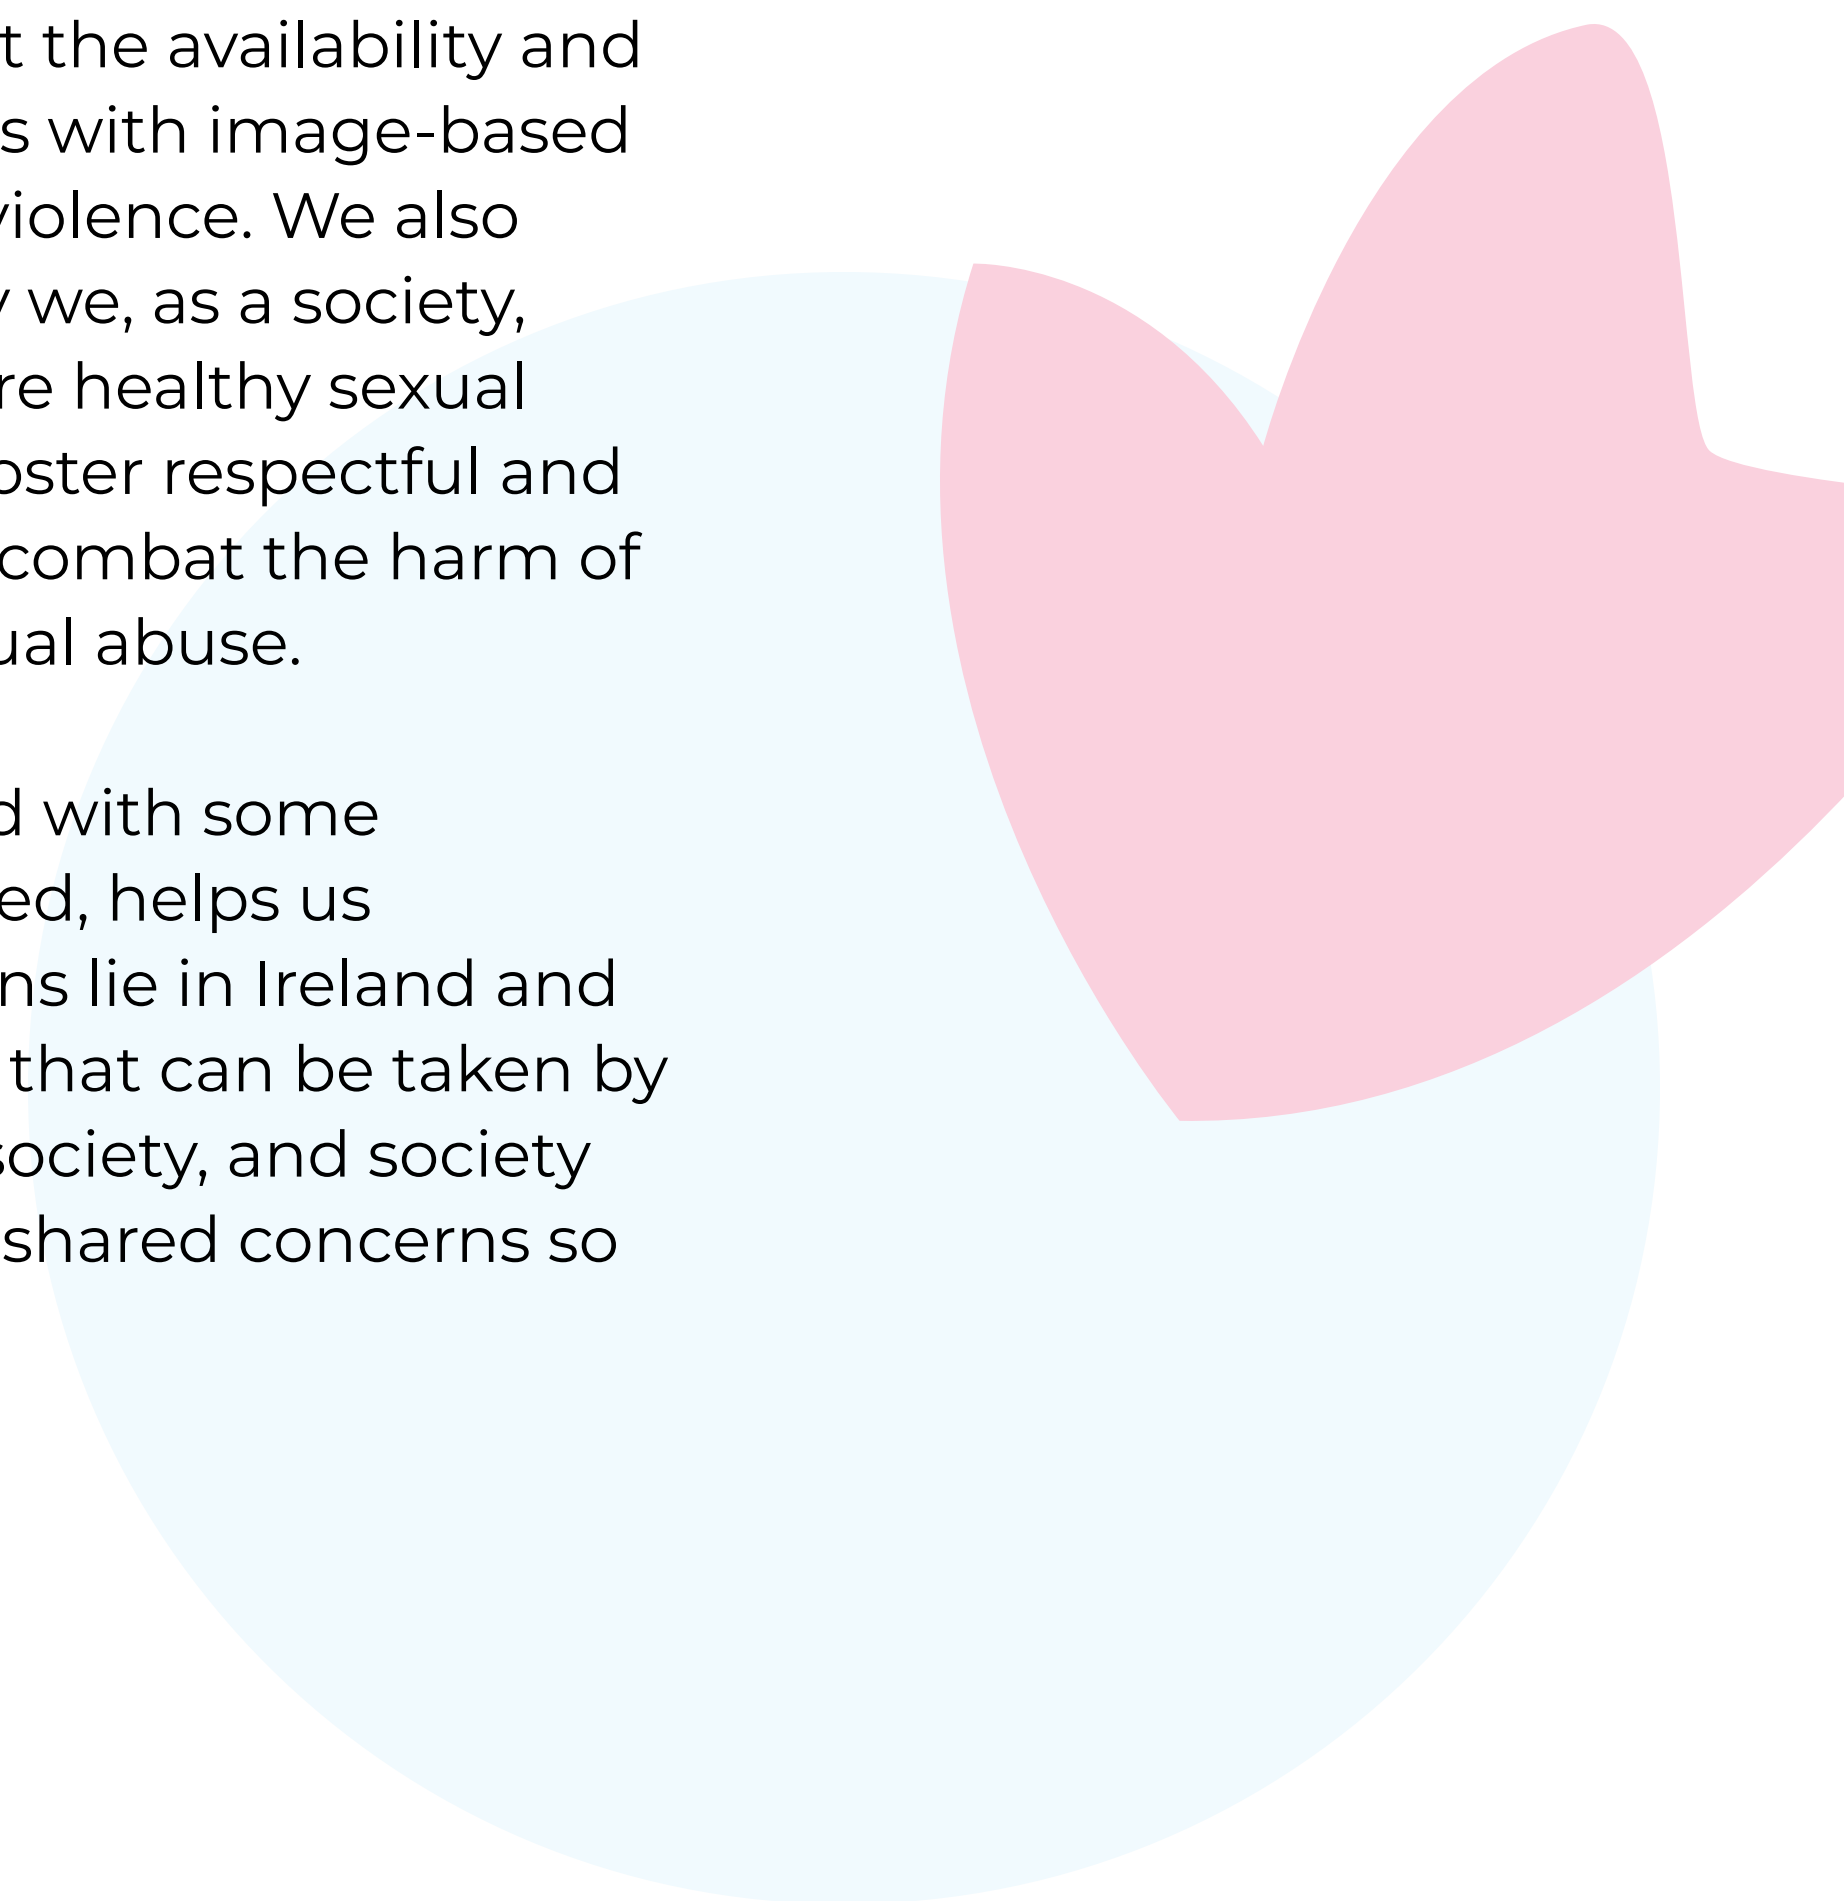 t the availability and
s with image-based
violence. We also
we, as a society,
re healthy sexual
oster respectful and
combat the harm of
ual abuse.
d with some
ed, helps us
ns lie in Ireland and
that can be taken by
society, and society
shared concerns so